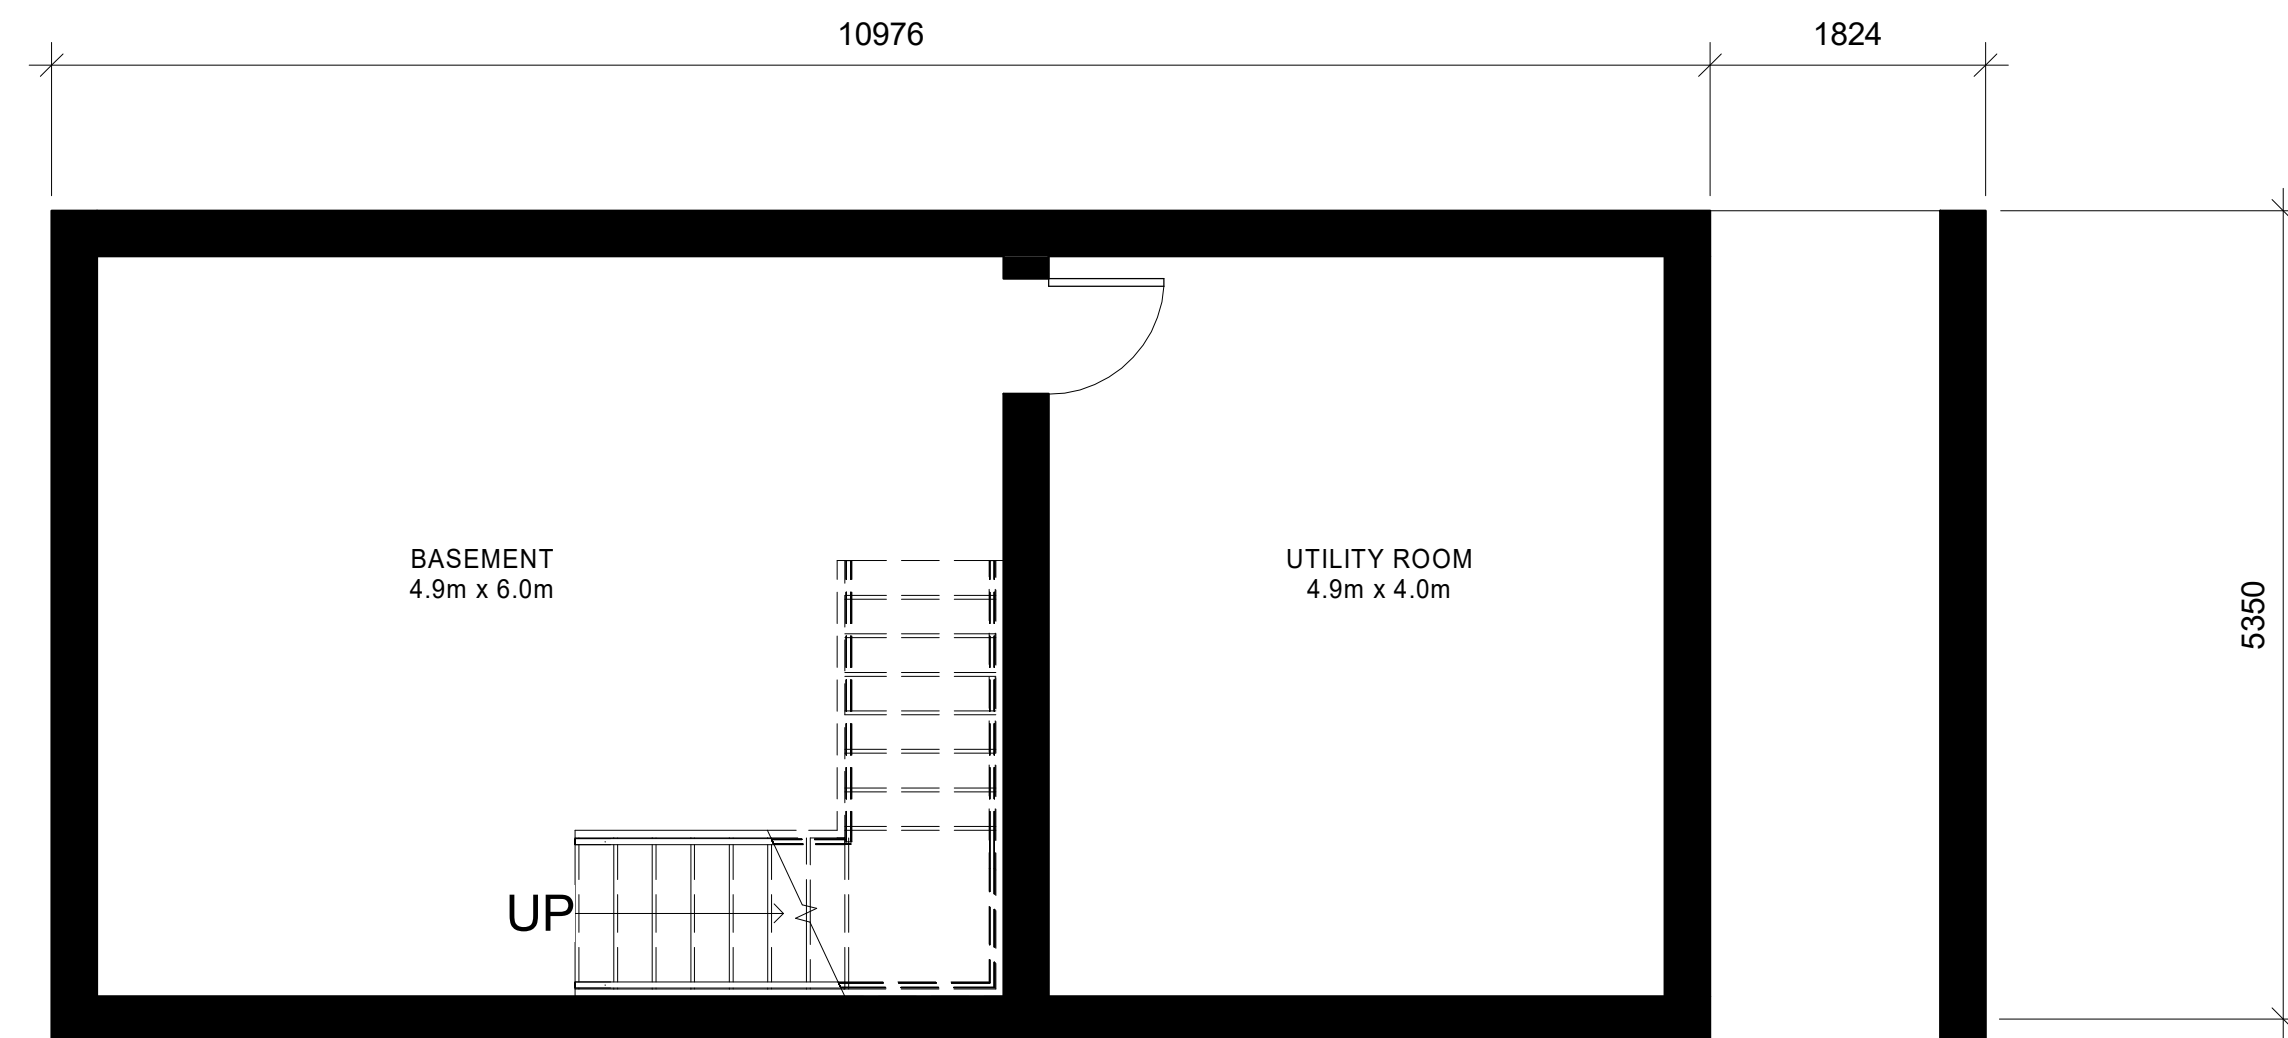 10976
1824
BASEMENT
4.9m x 6.0m
UTILITY ROOM
4.9m x 4.0m
5350
UP